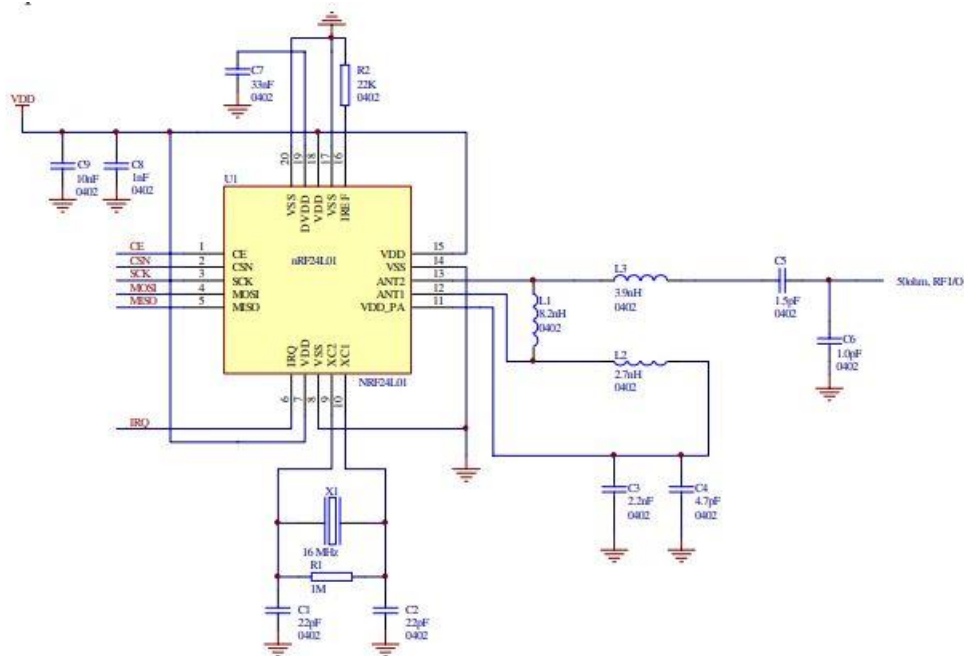 C7
33nF
0402
R2
22K
0402
VDD
C9
10nF
0402
C8
1nF
0402
20
19
18
17
16
U1
VSS
DVDD
VDD
VSS
IREF
nRF24L01
CE
1
CE
CSN
2
CSN
SCK
3
SCK
MOSI
4
MOSI
MISO
5
MISO
VDD
15
VSS
14
ANT2
13
ANT1
12
VDD_PA
11
IRQ
VDD
VSS
XC2
XC1
NRF24L01
6
7
8
9
10
IRQ
L3
3.9nH
0402
L1
8.2nH
0402
L2
2.7nH
0402
C5
1.5pF
0402
50ohm, RF I/O
C6
1.0pF
0402
C3
2.2nF
0402
C4
4.7pF
0402
X1
16 MHz
R1
1M
C1
22pF
0402
C2
22pF
0402